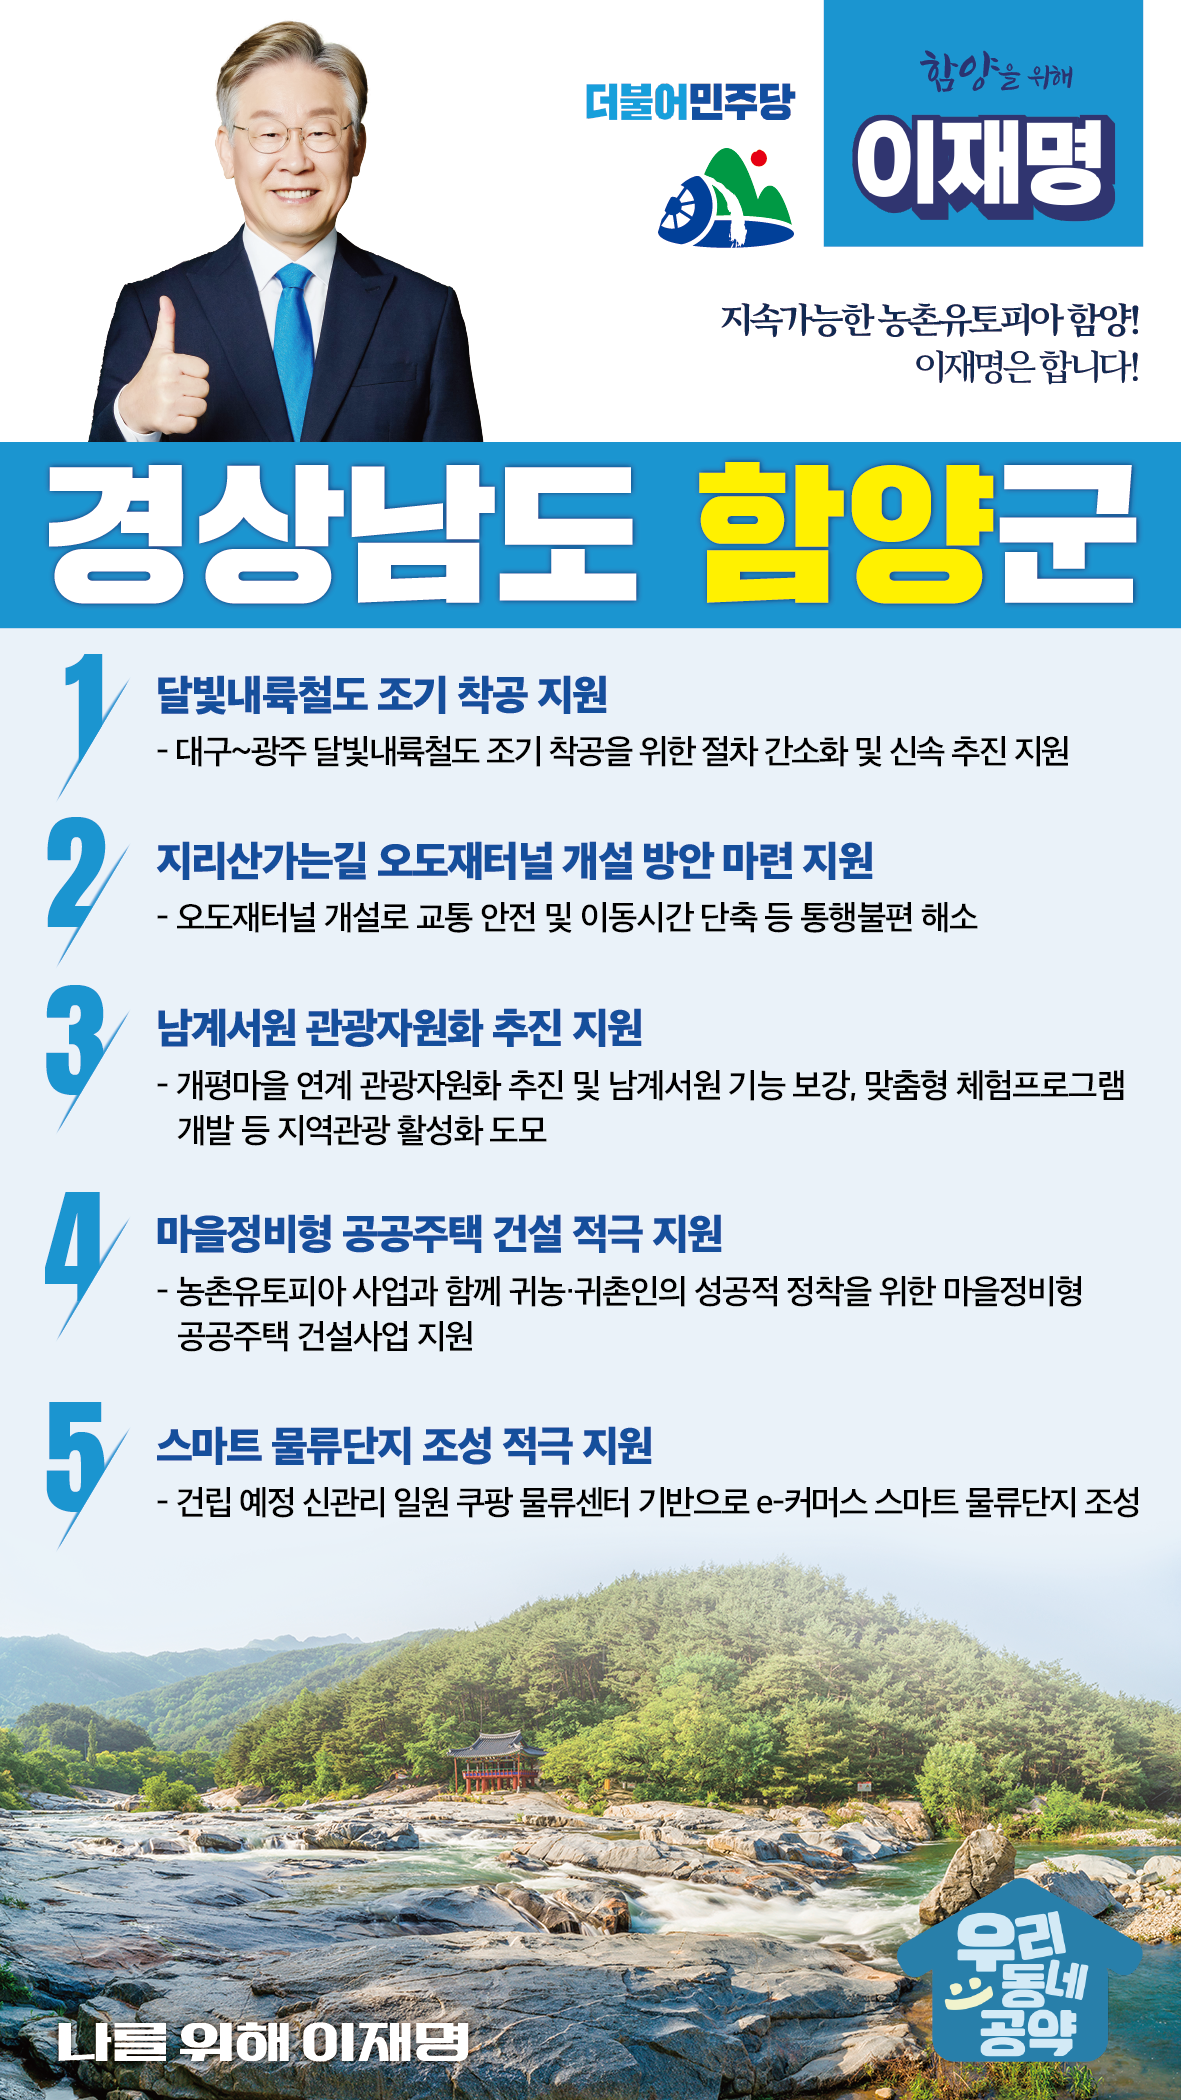 더불어민주당
함양을 위해
이재명
지속가능한 농촌유토피아 함양!
이재명은 합니다!
경상남도 함양군
1
달빛내륙철도 조기 착공 지원
- 대구~광주 달빛내륙철도 조기 착공을 위한 절차 간소화 및 신속 추진 지원
2
지리산가는길 오도재터널 개설 방안 마련 지원
- 오도재터널 개설로 교통 안전 및 이동시간 단축 등 통행불편 해소
3
남계서원 관광자원화 추진 지원
- 개평마을 연계 관광자원화 추진 및 남계서원 기능 보강, 맞춤형 체험프로그램
개발 등 지역관광 활성화 도모
4
마을정비형 공공주택 건설 적극 지원
- 농촌유토피아 사업과 함께 귀농·귀촌인의 성공적 정착을 위한 마을정비형
공공주택 건설사업 지원
5
스마트 물류단지 조성 적극 지원
- 건립 예정 신관리 일원 쿠팡 물류센터 기반으로 e-커머스 스마트 물류단지 조성
우리
동네
공약
나를 위해 이재명